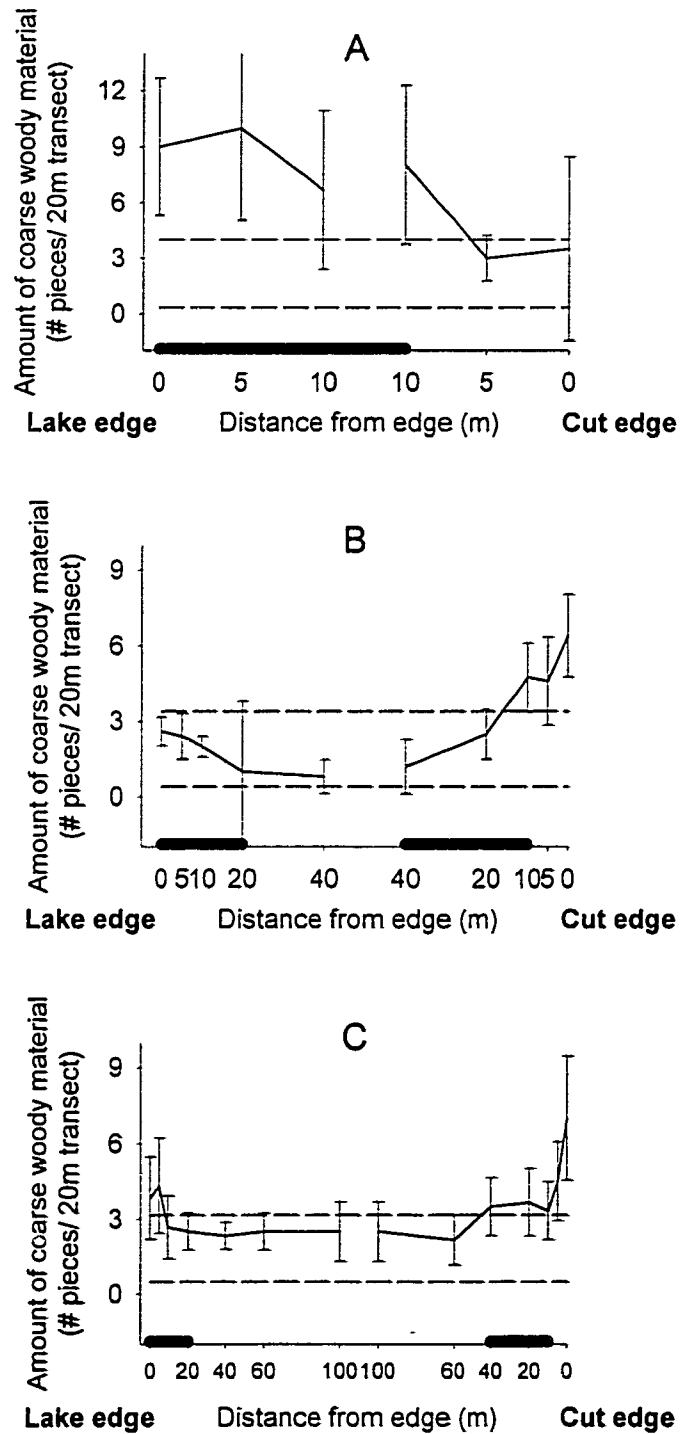 A
Amount of coarse woody material
(# pieces/ 20m transect)
12
9
6
3
0
0 5 10 10 5 0
Lake edge Distance from edge (m) Cut edge
B
Amount of coarse woody material
(# pieces/ 20m transect)
9
6
3
0
0 5 10 20 40 40 20 10 5 0
Lake edge Distance from edge (m) Cut edge
C
Amount of coarse woody material
(# pieces/ 20m transect)
9
6
3
0
0 20 40 60 100 100 60 40 20 0
Lake edge Distance from edge (m) Cut edge